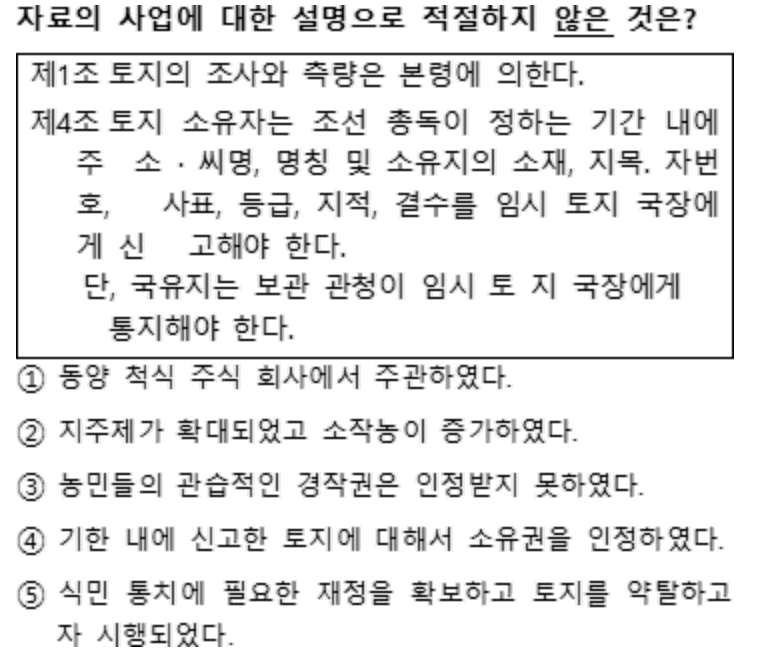 자료의 사업에 대한 설명으로 적절하지 않은 것은?
제1조 토지의 조사와 측량은 본령에 의한다.
제4조 토지 소유자는 조선 총독이 정하는 기간 내에
주 소 · 씨명, 명칭 및 소유지의 소재, 지목. 자번
호, 사표, 등급, 지적, 결수를 임시 토지 국장에
게 신 고해야 한다.
단, 국유지는 보관 관청이 임시 토 지 국장에게
통지해야 한다.
① 동양 척식 주식 회사에서 주관하였다.
② 지주제가 확대되었고 소작농이 증가하였다.
③ 농민들의 관습적인 경작권은 인정받지 못하였다.
④ 기한 내에 신고한 토지에 대해서 소유권을 인정하였다.
⑤ 식민 통치에 필요한 재정을 확보하고 토지를 약탈하고
자 시행되었다.